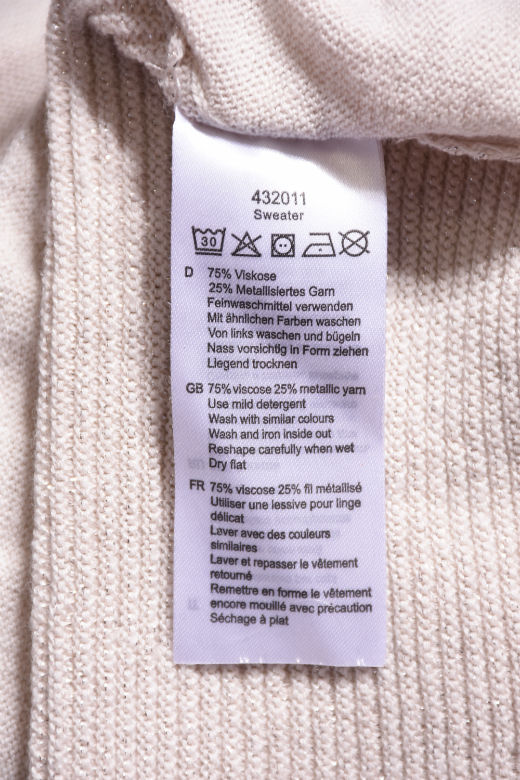 432011
Sweater
30
D 75% Viskose
25% Metallisiertes Garn
Feinwaschmittel verwenden
Mit ähnlichen Farben waschen
Von links waschen und bügeln
Nass vorsichtig in Form ziehen
Liegend trocknen
GB 75% viscose 25% metallic yarn
Use mild detergent
Wash with similar colours
Wash and iron inside out
Reshape carefully when wet
Dry flat
FR 75% viscose 25% fil métallisé
Utiliser une lessive pour linge
délicat
Laver avec des couleurs
similaires
Laver et repasser le vêtement
retourné
Remettre en forme le vêtement
encore mouillé avec précaution
Séchage à plat